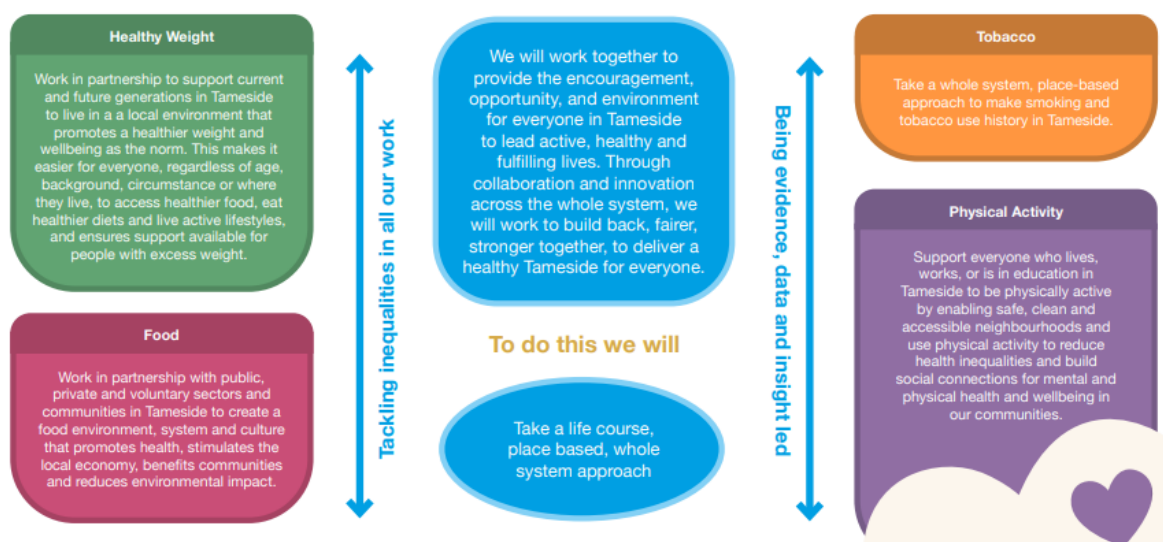 Healthy Weight
Work in partnership to support current
and future generations in Tameside
to live in a a local environment that
promotes a healthier weight and
wellbeing as the norm. This makes it
easier for everyone, regardless of age,
background, circumstance or where
they live, to access healthier food, eat
healthier diets and live active lifestyles,
and ensures support available for
people with excess weight.
Food
Work in partnership with public,
private and voluntary sectors and
communities in Tameside to create a
food environment, system and culture
that promotes health, stimulates the
local economy, benefits communities
and reduces environmental impact.
Tackling inequalities in all our work
We will work together to
provide the encouragement,
opportunity, and environment
for everyone in Tameside
to lead active, healthy and
fulfilling lives. Through
collaboration and innovation
across the whole system, we
will work to build back, fairer,
stronger together, to deliver a
healthy Tameside for everyone.
To do this we will
Take a life course,
place based, whole
system approach
Being evidence, data and insight led
Tobacco
Take a whole system, place-based
approach to make smoking and
tobacco use history in Tameside.
Physical Activity
Support everyone who lives,
works, or is in education in
Tameside to be physically active
by enabling safe, clean and
accessible neighbourhoods and
use physical activity to reduce
health inequalities and build
social connections for mental and
physical health and wellbeing in
our communities.